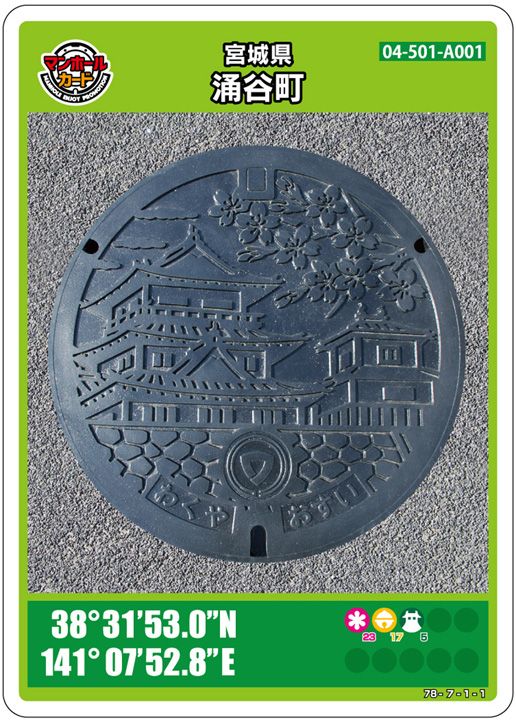 マンホール
カード
MANHOLE ENJOY PROMOTION
宮城県
涌谷町
04-501-A001
わくや おすい
38°31'53.0"N
141°07'52.8"E
23 17 5
78-7-1-1